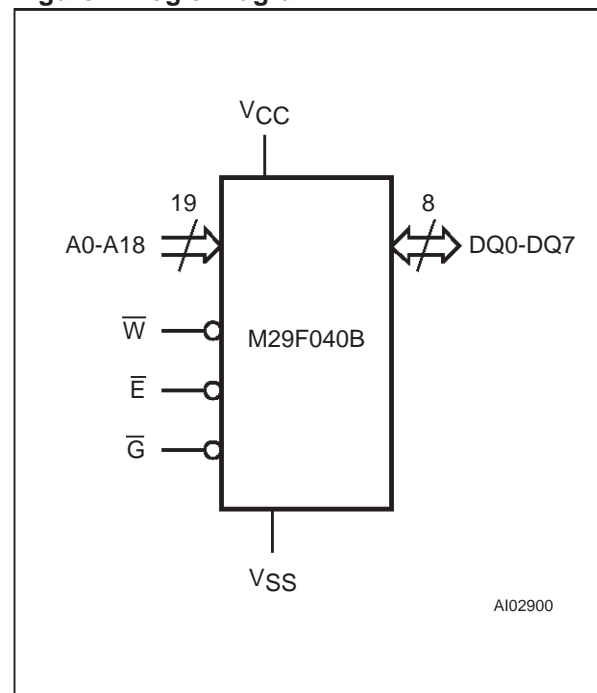 VCC
19
8
A0-A18
DQ0-DQ7
W̅
M29F040B
E̅
G̅
VSS
AI02900